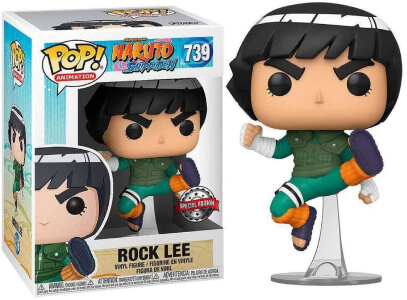 POP!
ANIMATION
NARUTO
SHIPPUDEN
739
SPECIAL EDITION
ROCK LEE
VINYL FIGURE / FIGURINE EN VINYLE
FIGURA DE VINIL